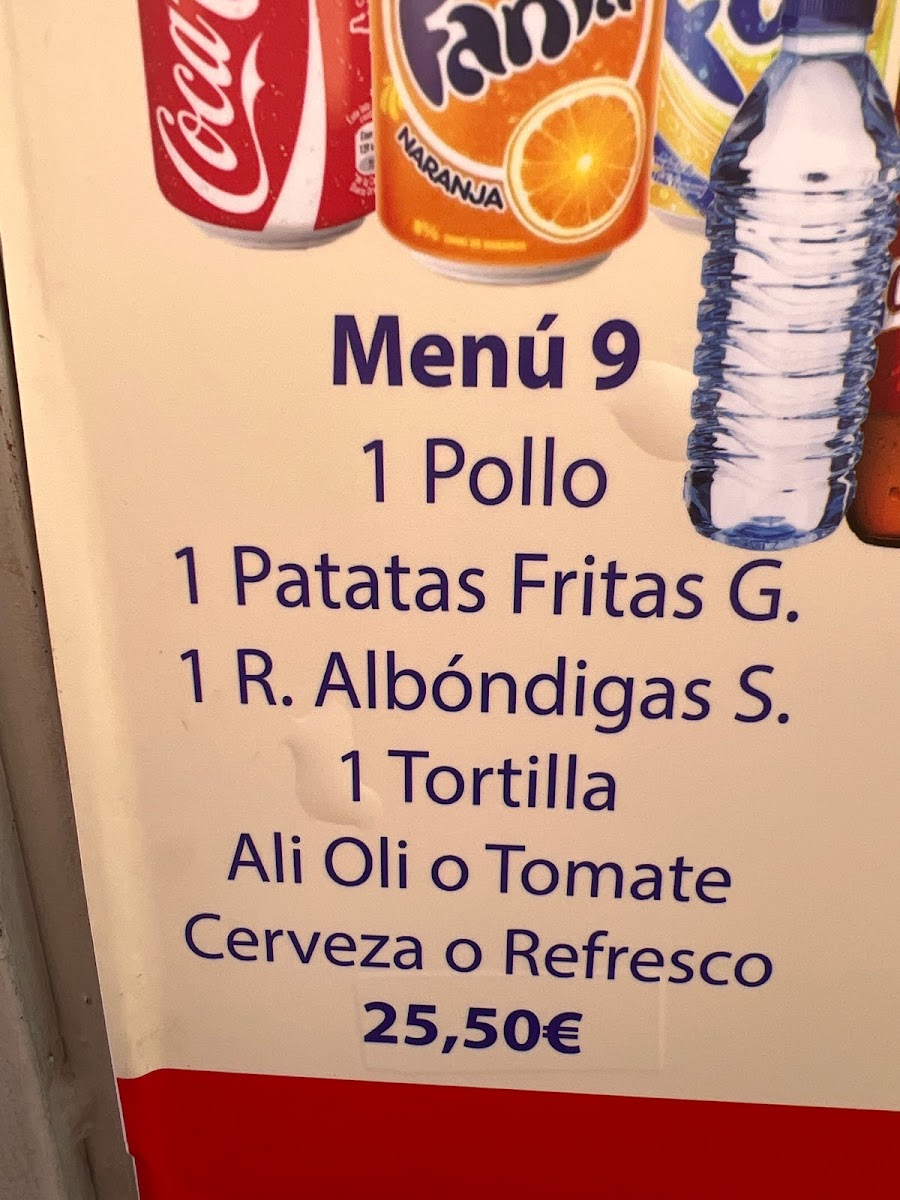 Coca
Fanta
NARANJA
Menú 9
1 Pollo
1 Patatas Fritas G.
1 R. Albóndigas S.
1 Tortilla
Ali Oli o Tomate
Cerveza o Refresco
25,50€